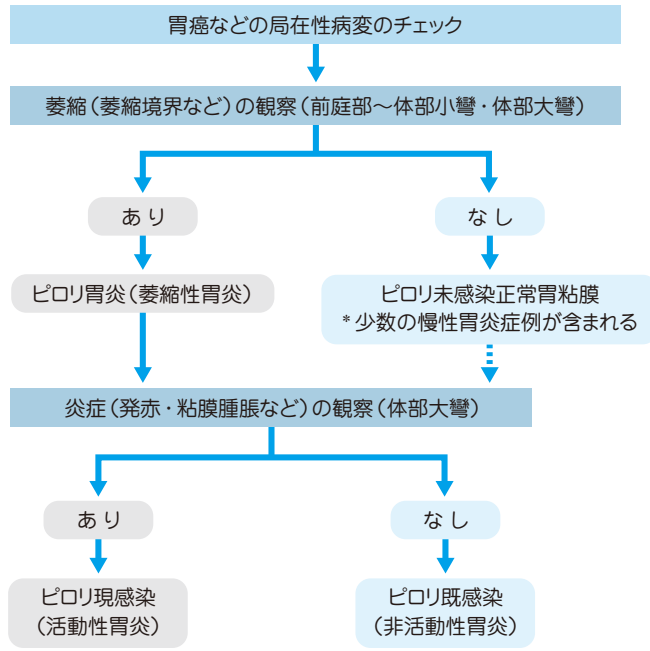 胃癌などの局在性病変のチェック
萎縮(萎縮境界など)の観察(前庭部～体部小彎・体部大彎)
あり
なし
ピロリ胃炎(萎縮性胃炎)
ピロリ未感染正常胃粘膜
*少数の慢性胃炎症例が含まれる
炎症(発赤・粘膜腫脹など)の観察(体部大彎)
あり
なし
ピロリ現感染
(活動性胃炎)
ピロリ既感染
(非活動性胃炎)